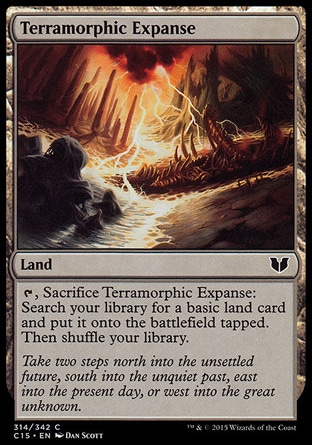 Terramorphic Expanse
Land
, Sacrifice Terramorphic Expanse:
Search your library for a basic land card
and put it onto the battlefield tapped.
Then shuffle your library.
Take two steps north into the unsettled
future, south into the unquiet past, east
into the present day, or west into the great
unknown.
314/342 C
C15 • EN Dan Scott
™ & © 2015 Wizards of the Coast